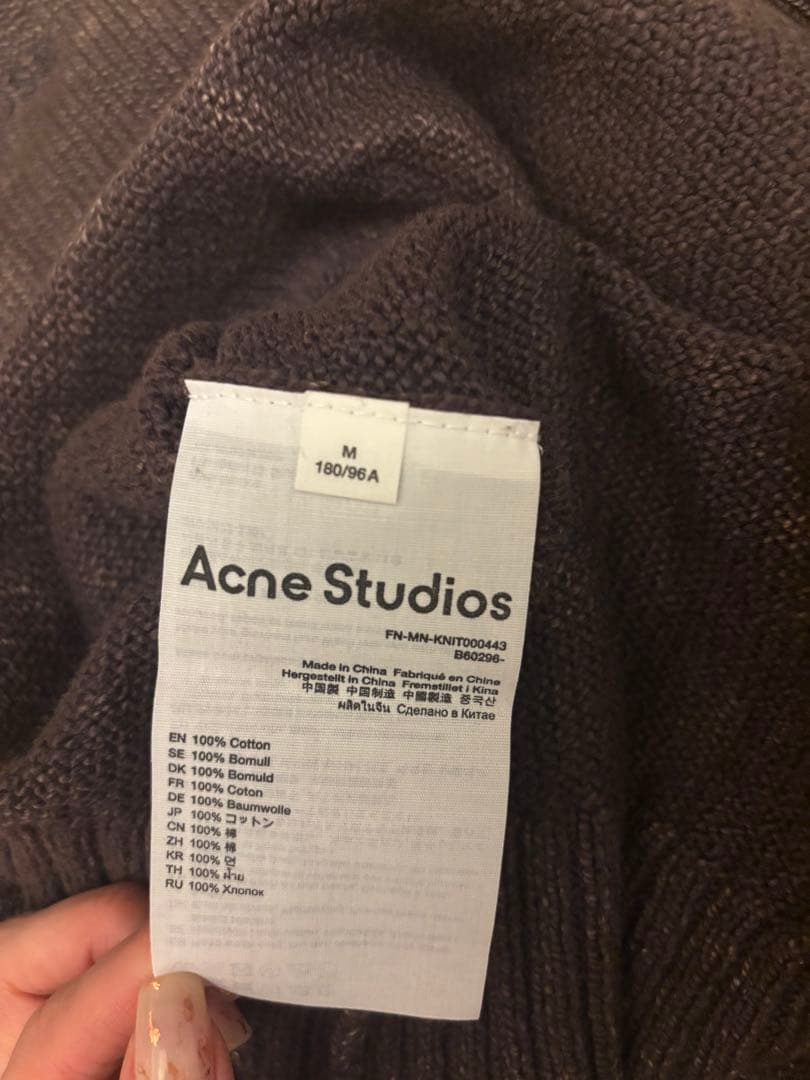 M
180/96A
Acne Studios
FN-MN-KNIT000443
B60296-
Made in China Fabriqué en Chine
Hergestellt in China Fremstillet i Kina
中国製 中国制造 中國製造 중국산
ผลิตในจีน Сделано в Китае
EN 100% Cotton
SE 100% Bomull
DK 100% Bomuld
FR 100% Coton
DE 100% Baumwolle
JP 100% コットン
CN 100% 棉
ZH 100% 棉
KR 100% 면
TH 100% ฝ้าย
RU 100% Хлопок